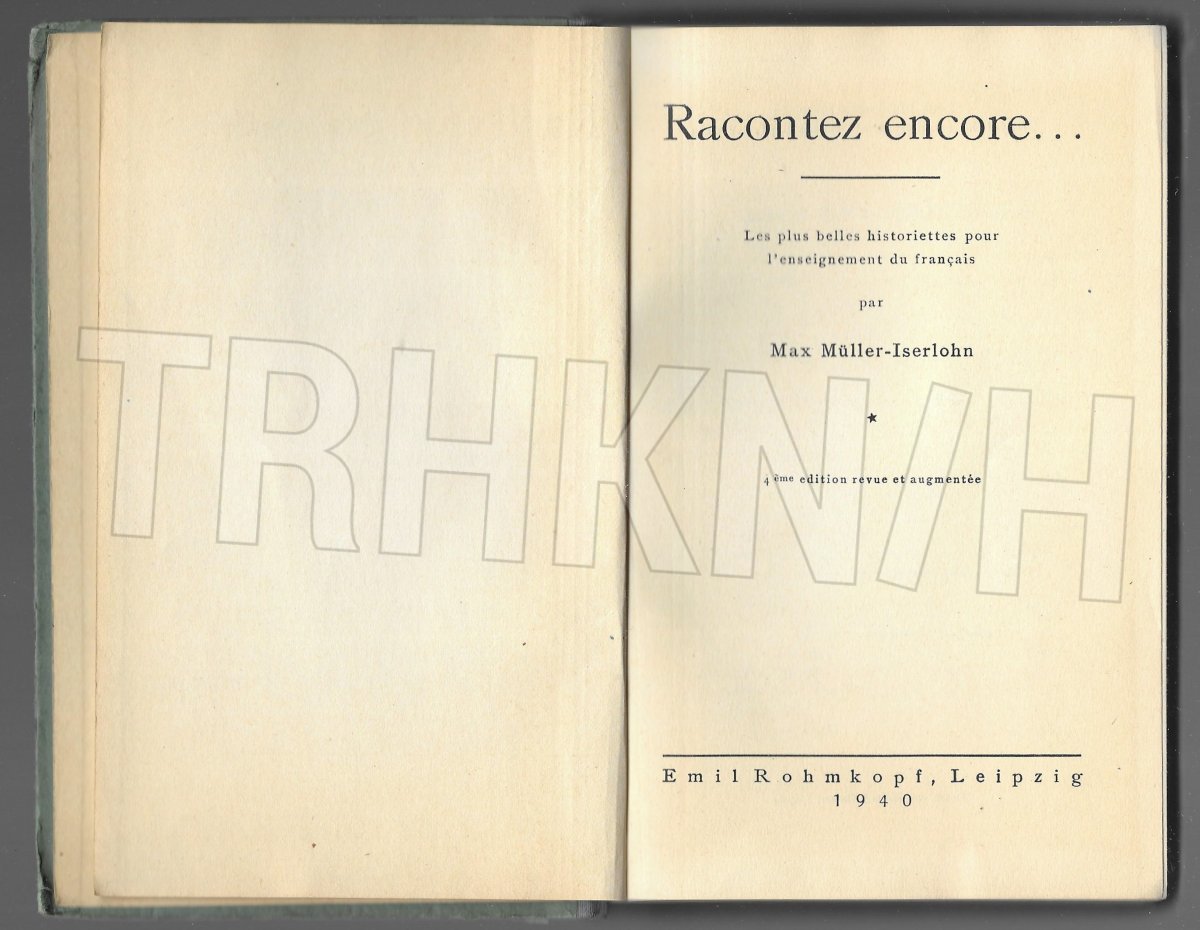 Racontez encore...
Les plus belles historiettes pour
l'enseignement du français
par
Max Müller-Iserlohn
4ème edition revue et augmentée
Emil Rohmkopf, Leipzig
1940
TRHKN/H